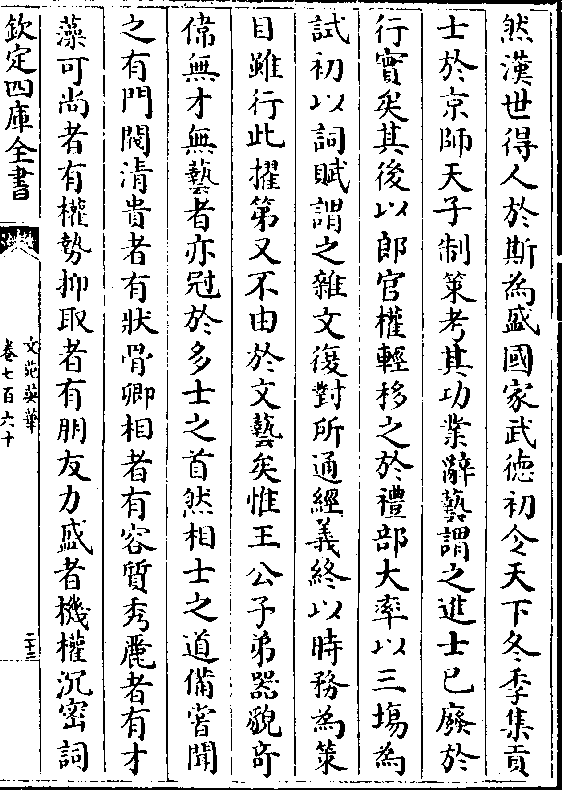 然漢世得人於斯為盛國家武徳初令天下冬季集貢
士於京師天子制策考其功業辭藝謂之進士已廢於
行實矣其後以郎官權輕移之於禮部大率以三塲為
試初以詞賦謂之雜文復對所通經義終以時務為策
目雖行此擢第又不由於文藝矣惟王公子弟器貌竒
偉無才無藝者亦冠於多士之首然相士之道備嘗聞
之有門閥清貴者有狀骨卿相者有容質秀麗者有才
藻可尚者有權勢抑取者有朋友力盛者機權沉密詞
欽定四庫全書
文苑英華
卷七百六十
二十三